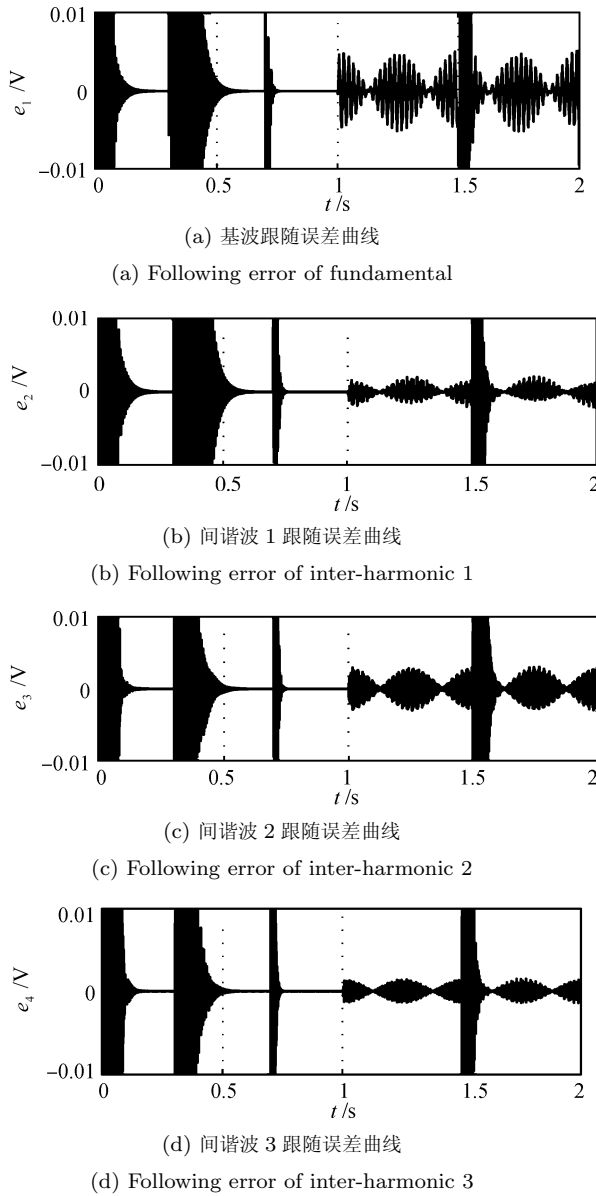 0.01
e₁ /V
0
−0.01
0 0.5 1 1.5 2
t /s
(a) 基波跟随误差曲线
(a) Following error of fundamental
0.01
e₂ /V
0
−0.01
0 0.5 1 1.5 2
t /s
(b) 间谐波 1 跟随误差曲线
(b) Following error of inter-harmonic 1
0.01
e₃ /V
0
−0.01
0 0.5 1 1.5 2
t /s
(c) 间谐波 2 跟随误差曲线
(c) Following error of inter-harmonic 2
0.01
e₄ /V
0
−0.01
0 0.5 1 1.5 2
t /s
(d) 间谐波 3 跟随误差曲线
(d) Following error of inter-harmonic 3